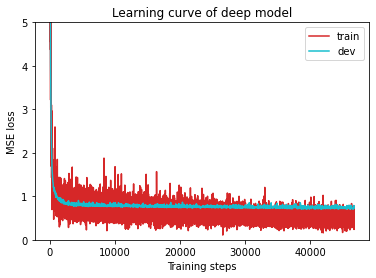 Learning curve of deep model
train
dev
MSE loss
5
4
3
2
1
0
0
10000
20000
30000
40000
Training steps